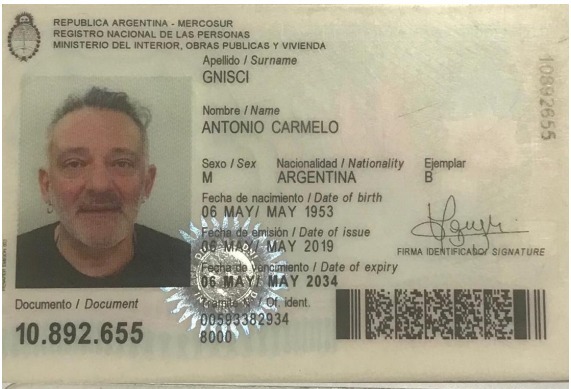 REPUBLICA ARGENTINA - MERCOSUR
REGISTRO NACIONAL DE LAS PERSONAS
MINISTERIO DEL INTERIOR, OBRAS PUBLICAS Y VIVIENDA
Apellido / Surname
GNISCI
Nombre / Name
ANTONIO CARMELO
Sexo / Sex Nacionalidad / Nationality Ejemplar
M ARGENTINA B
Fecha de nacimiento / Date of birth
06 MAY/ MAY 1953
Fecha de emisión / Date of issue
06 MAY/ MAY 2019
FIRMA IDENTIFICADO/ SIGNATURE
Fecha de vencimiento / Date of expiry
06 MAY/ MAY 2034
Documento / Document
10.892.655
Of. ident.
00593382934
8000
10892655